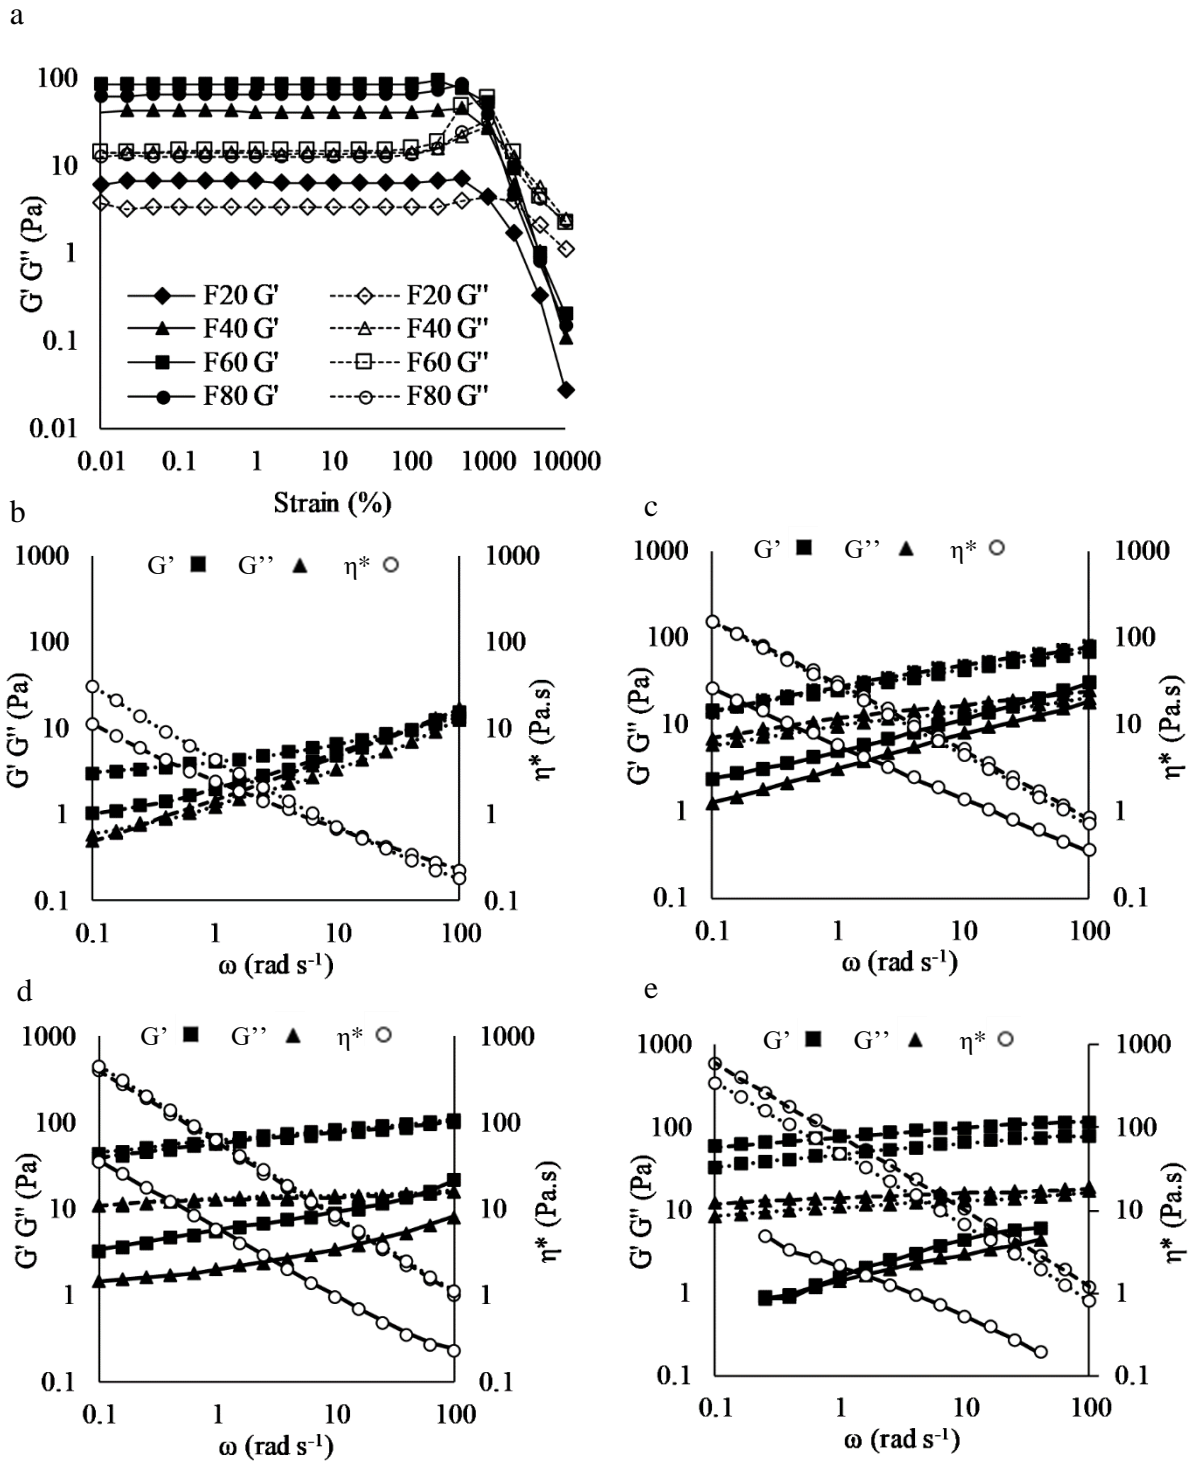 a
100
10
1
0.1
0.01
G' G'' (Pa)
F20 G' F20 G''
F40 G' F40 G''
F60 G' F60 G''
F80 G' F80 G''
0.01 0.1 1 10 100 1000 10000
Strain (%)
b
1000
100
10
1
0.1
G' G'' (Pa)
G’ G’’ η*
1000
100
10
1
0.1
η* (Pa.s)
0.1 1 10 100
ω (rad s-1)
c
1000
100
10
1
0.1
G' G'' (Pa)
G’ G’’ η*
1000
100
10
1
0.1
η* (Pa.s)
0.1 1 10 100
ω (rad s-1)
d
1000
100
10
1
0.1
G' G'' (Pa)
G’ G’’ η*
1000
100
10
1
0.1
η* (Pa.s)
0.1 1 10 100
ω (rad s-1)
e
1000
100
10
1
0.1
G' G'' (Pa)
G’ G’’ η*
1000
100
10
1
0.1
η* (Pa.s)
0.1 1 10 100
ω (rad s-1)